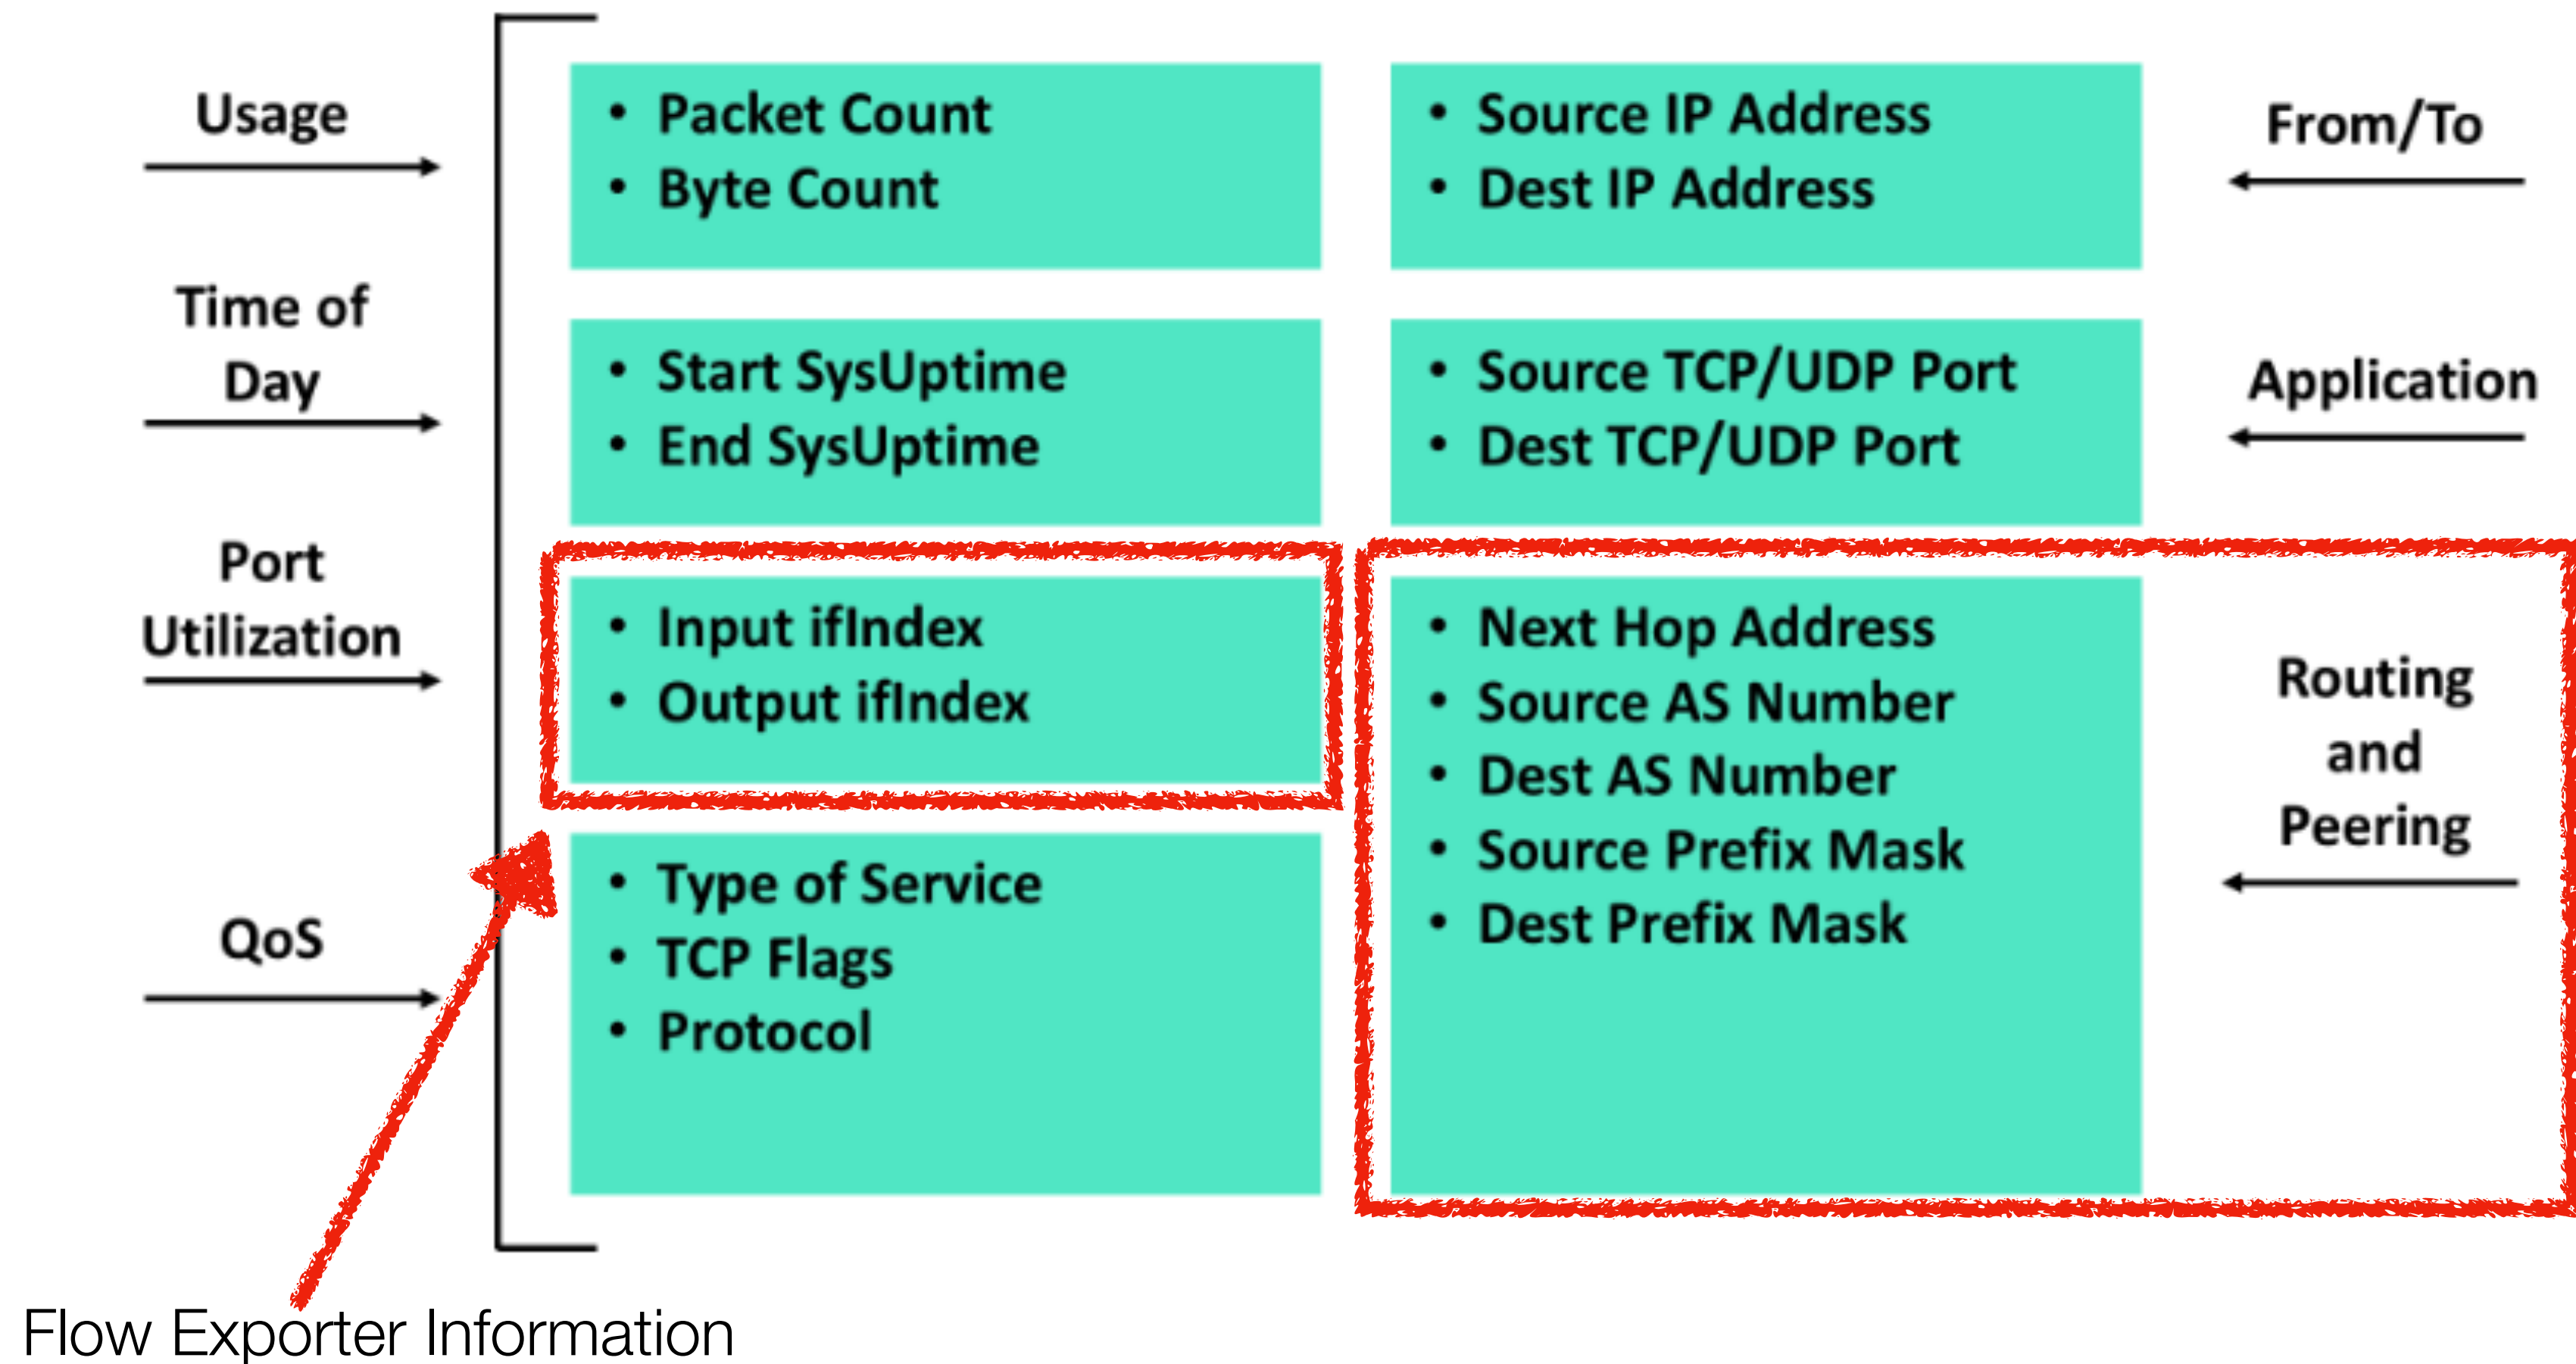 Usage
• Packet Count
• Byte Count
• Source IP Address
• Dest IP Address
From/To
Time of
Day
• Start SysUptime
• End SysUptime
• Source TCP/UDP Port
• Dest TCP/UDP Port
Application
Port
Utilization
• Input ifIndex
• Output ifIndex
• Next Hop Address
• Source AS Number
• Dest AS Number
• Source Prefix Mask
• Dest Prefix Mask
Routing
and
Peering
QoS
• Type of Service
• TCP Flags
• Protocol
Flow Exporter Information